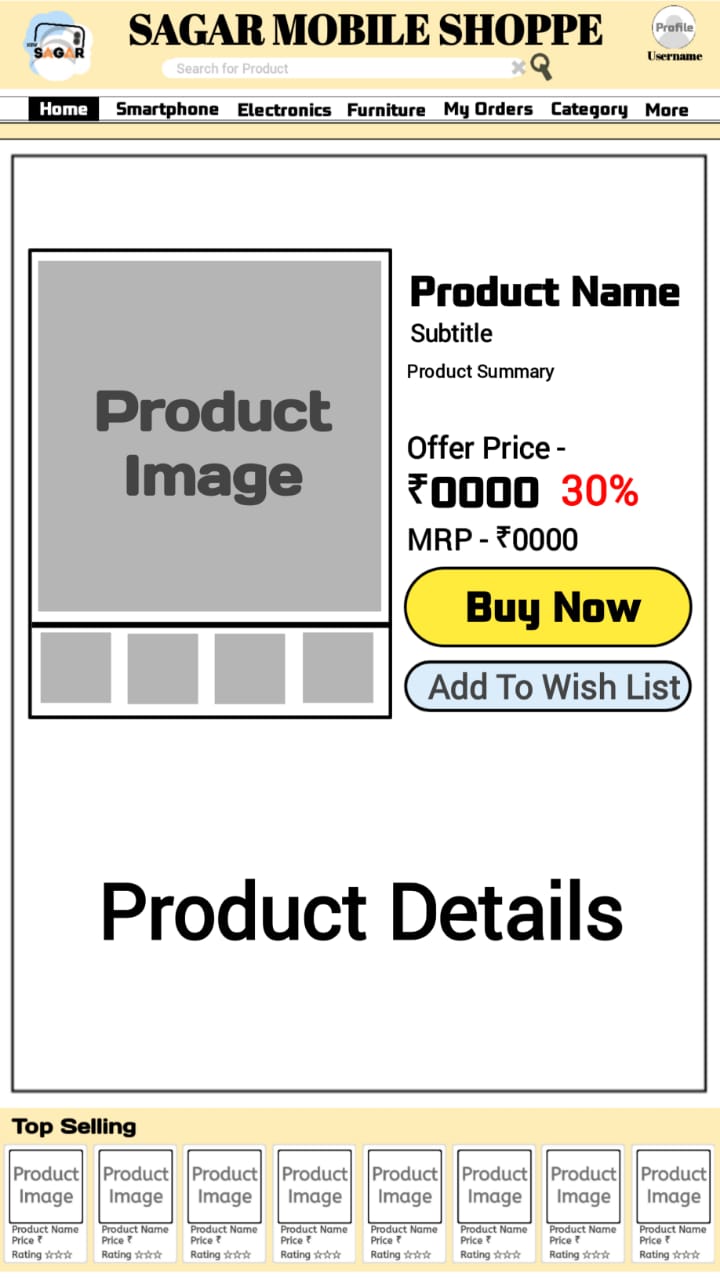 SAGAR MOBILE SHOPPE
SAGAR
Search for Product
Profile
Username
Home Smartphone Electronics Furniture My Orders Category More
Product
Image
Product Name
Subtitle
Product Summary
Offer Price -
₹0000 30%
MRP - ₹0000
Buy Now
Add To Wish List
Product Details
Top Selling
Product Image Product Name Price ₹ Rating ☆☆☆
Product Image Product Name Price ₹ Rating ☆☆☆
Product Image Product Name Price ₹ Rating ☆☆☆
Product Image Product Name Price ₹ Rating ☆☆☆
Product Image Product Name Price ₹ Rating ☆☆☆
Product Image Product Name Price ₹ Rating ☆☆☆
Product Image Product Name Price ₹ Rating ☆☆☆
Product Image Product Name Price ₹ Rating ☆☆☆